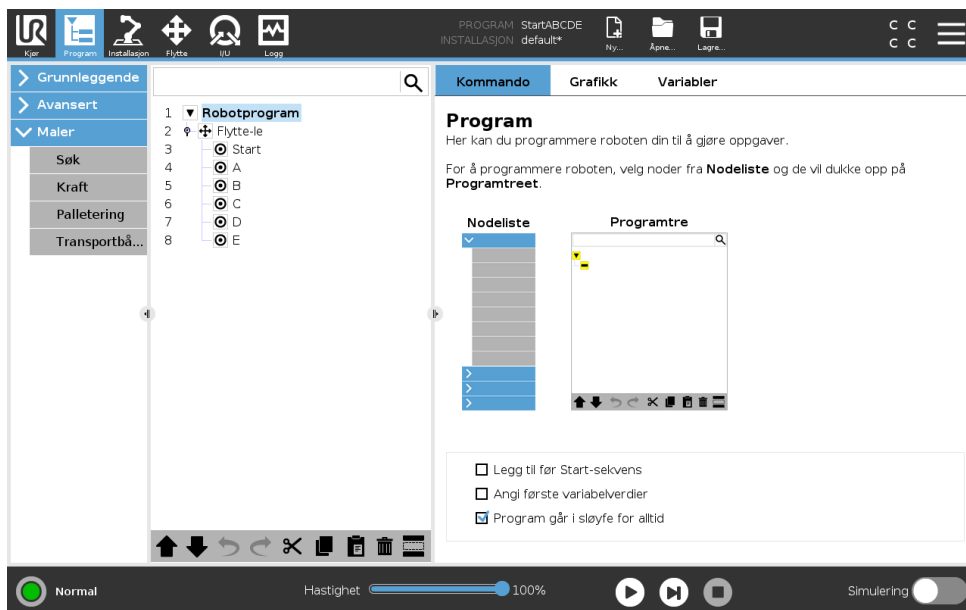 PROGRAM StartABCDE
INSTALLASJON default*
UR
Kjør Program Installasjon Flytte I/U Logg Ny... Åpne... Lagre...
C C
C C
Grunnleggende
Avansert
Maler
Søk
Kraft
Palletering
Transportbå...
1 Robotprogram
2 Flytte-le
3 Start
4 A
5 B
6 C
7 D
8 E
Kommando Grafikk Variabler
Program
Her kan du programmere roboten din til å gjøre oppgaver.
For å programmere roboten, velg noder fra Nodeliste og de vil dukke opp på
Programtreet.
Nodeliste Programtre
Legg til før Start-sekvens
Angi første variabelverdier
Program går i sløyfe for alltid
Normal Hastighet 100% Simulering